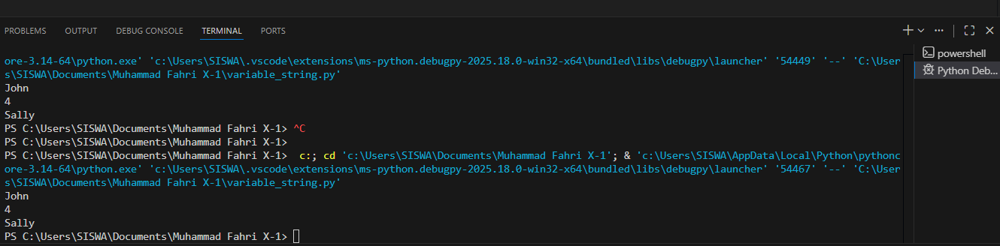 PROBLEMS OUTPUT DEBUG CONSOLE TERMINAL PORTS
ore-3.14-64\python.exe' 'c:\Users\SISWA\.vscode\extensions\ms-python.debugpy-2025.18.0-win32-x64\bundled\libs\debugpy\launcher' '54449' '--' 'C:\User
s\SISWA\Documents\Muhammad Fahri X-1\variable_string.py'
John
4
Sally
PS C:\Users\SISWA\Documents\Muhammad Fahri X-1> ^C
PS C:\Users\SISWA\Documents\Muhammad Fahri X-1>
PS C:\Users\SISWA\Documents\Muhammad Fahri X-1>  c:; cd 'c:\Users\SISWA\Documents\Muhammad Fahri X-1'; & 'c:\Users\SISWA\AppData\Local\Python\pythonc
ore-3.14-64\python.exe' 'c:\Users\SISWA\.vscode\extensions\ms-python.debugpy-2025.18.0-win32-x64\bundled\libs\debugpy\launcher' '54467' '--' 'C:\User
s\SISWA\Documents\Muhammad Fahri X-1\variable_string.py'
John
4
Sally
PS C:\Users\SISWA\Documents\Muhammad Fahri X-1>
powershell
Python Deb...